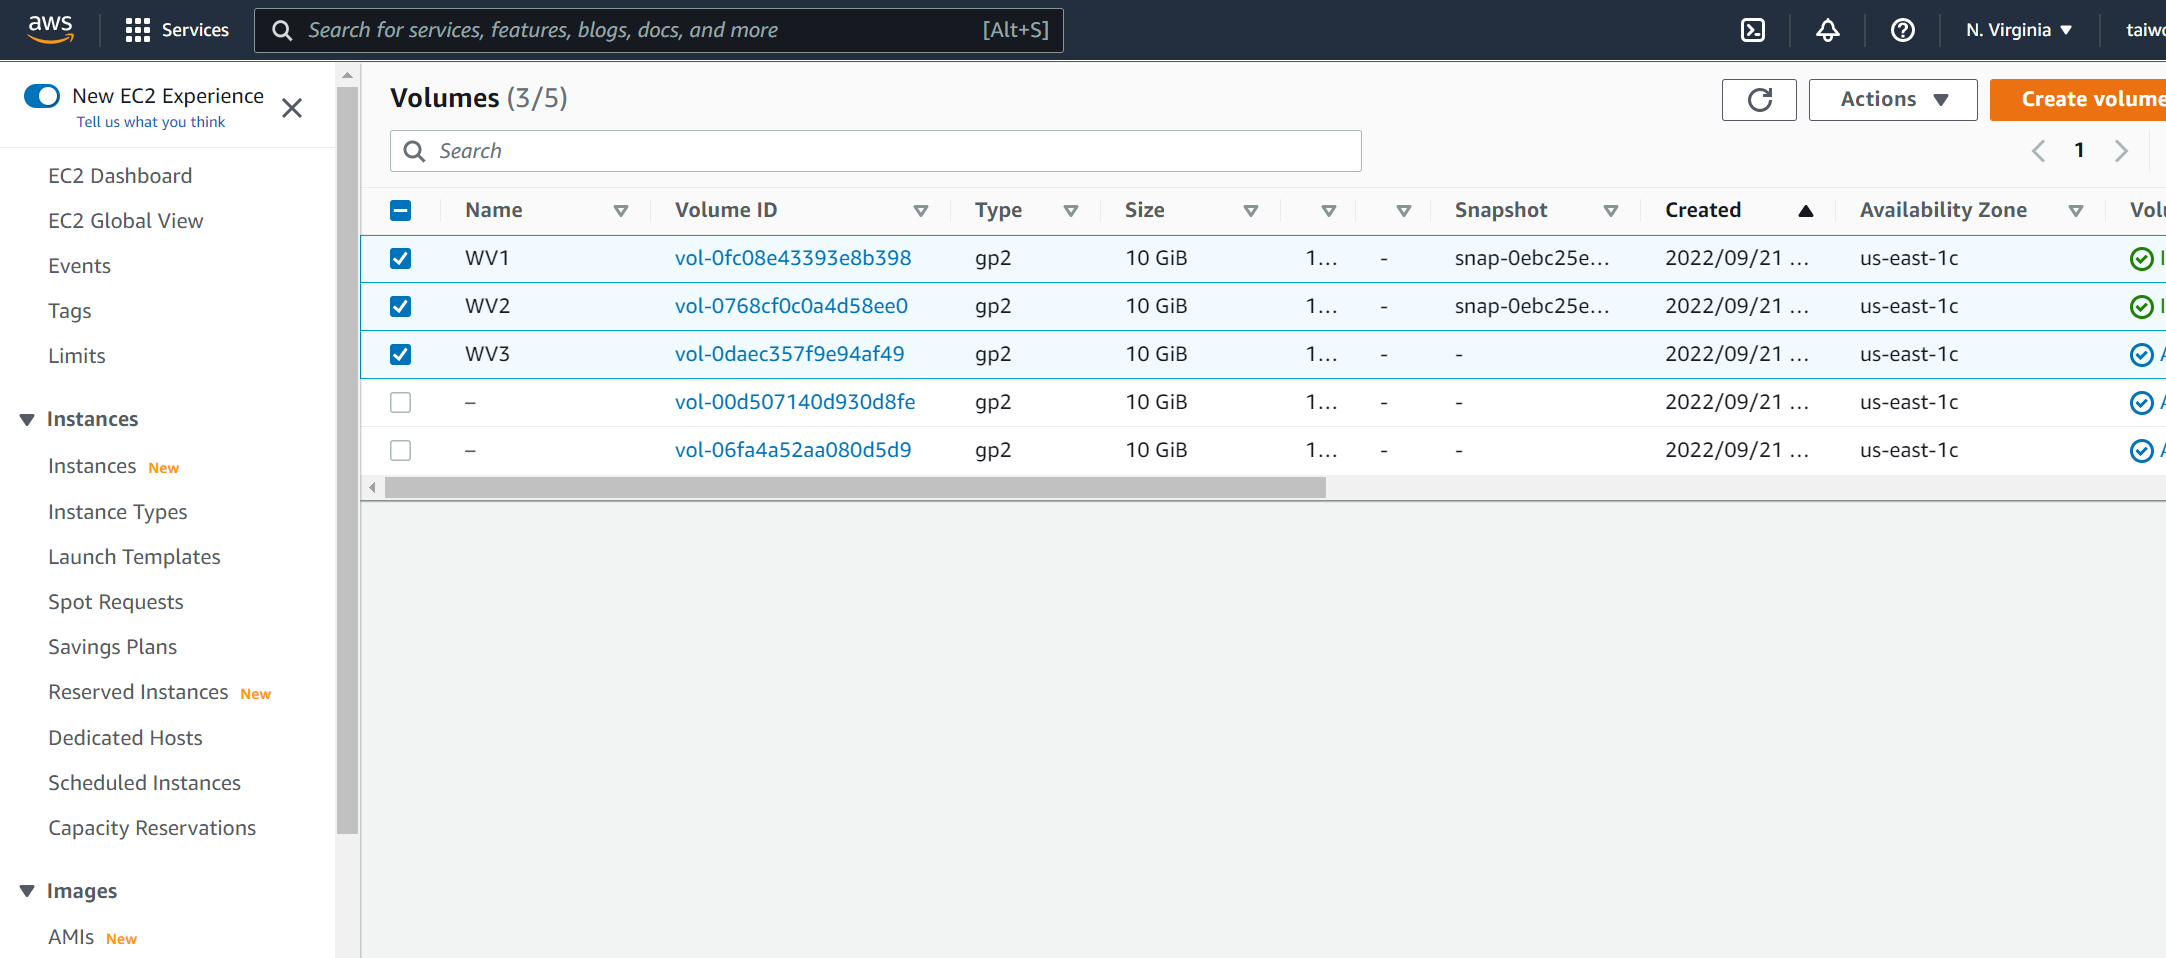 aws Services Search for services, features, blogs, docs, and more [Alt+S] N. Virginia
New EC2 Experience
Tell us what you think
EC2 Dashboard
EC2 Global View
Events
Tags
Limits
Instances
Instances New
Instance Types
Launch Templates
Spot Requests
Savings Plans
Reserved Instances New
Dedicated Hosts
Scheduled Instances
Capacity Reservations
Images
AMIs New
Volumes (3/5) Actions Create volume
Search 1
Name Volume ID Type Size Snapshot Created Availability Zone
WV1 vol-0fc08e43393e8b398 gp2 10 GiB 1... - snap-0ebc25e... 2022/09/21 ... us-east-1c
WV2 vol-0768cf0c0a4d58ee0 gp2 10 GiB 1... - snap-0ebc25e... 2022/09/21 ... us-east-1c
WV3 vol-0daec357f9e94af49 gp2 10 GiB 1... - - 2022/09/21 ... us-east-1c
– vol-00d507140d930d8fe gp2 10 GiB 1... - - 2022/09/21 ... us-east-1c
– vol-06fa4a52aa080d5d9 gp2 10 GiB 1... - - 2022/09/21 ... us-east-1c